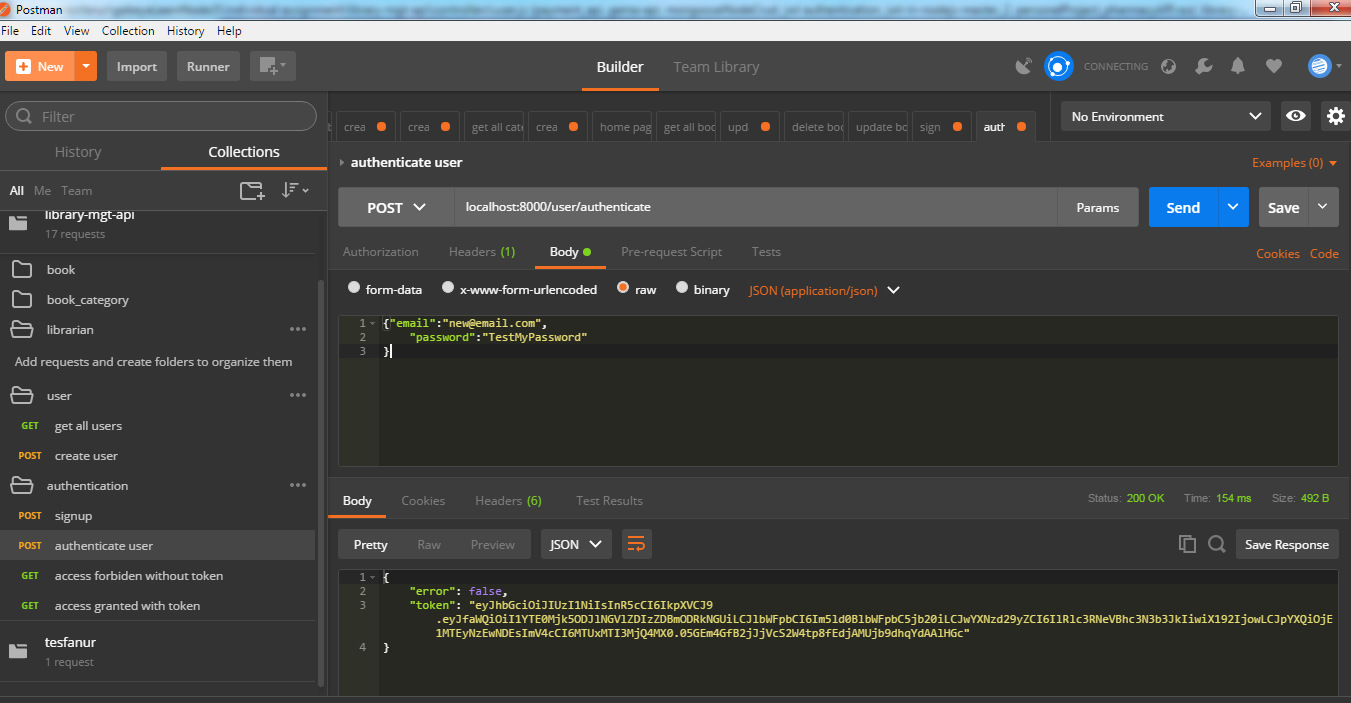 Postman
File Edit View Collection History Help
New Import Runner Builder Team Library CONNECTING
Filter
History Collections
All Me Team
library-mgt-api
17 requests
book
book_category
librarian
Add requests and create folders to organize them
user
GET get all users
POST create user
authentication
POST signup
POST authenticate user
GET access forbiden without token
GET access granted with token
tesfanur
1 request
crea crea get all cate crea home pag get all boo upd delete boo update bo sign auth
No Environment
authenticate user
Examples (0)
POST localhost:8000/user/authenticate Params Send Save
Authorization Headers (1) Body Pre-request Script Tests Cookies Code
form-data x-www-form-urlencoded raw binary JSON (application/json)
1 {"email":"new@email.com",
2 "password":"TestMyPassword"
3 }
Body Cookies Headers (6) Test Results Status: 200 OK Time: 154 ms Size: 492 B
Pretty Raw Preview JSON Save Response
1 {
2 "error": false,
3 "token": "eyJhbGciOiJIUzI1NiIsInR5cCI6IkpXVCJ9
4 }